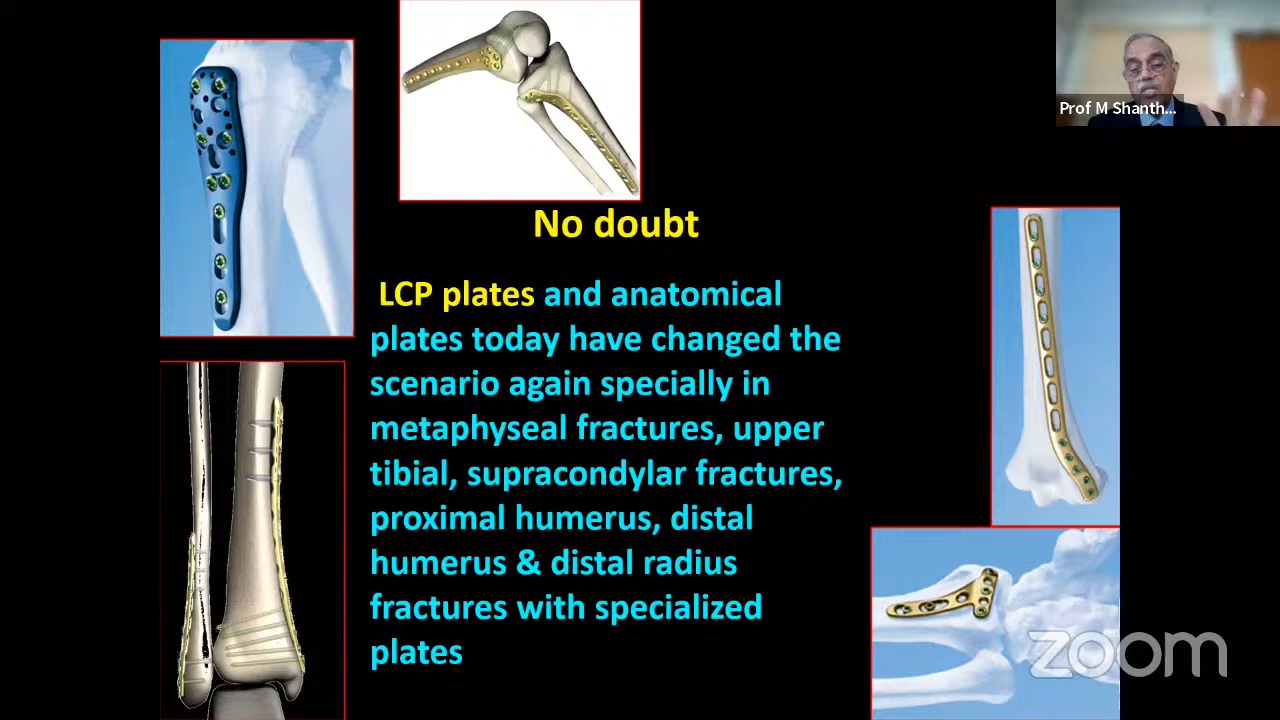 Prof M Shanth...
No doubt
LCP plates and anatomical
plates today have changed the
scenario again specially in
metaphyseal fractures, upper
tibial, supracondylar fractures,
proximal humerus, distal
humerus & distal radius
fractures with specialized
plates
zoom